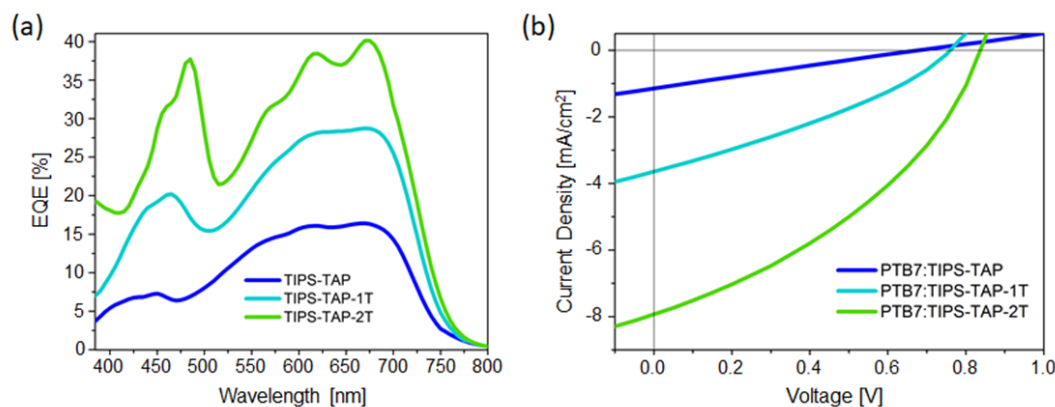 (a)
EQE [%]
40
35
30
25
20
15
10
5
0
TIPS-TAP
TIPS-TAP-1T
TIPS-TAP-2T
400 450 500 550 600 650 700 750 800
Wavelength [nm]
(b)
Current Density [mA/cm²]
0
-2
-4
-6
-8
PTB7:TIPS-TAP
PTB7:TIPS-TAP-1T
PTB7:TIPS-TAP-2T
0.0 0.2 0.4 0.6 0.8 1.0
Voltage [V]